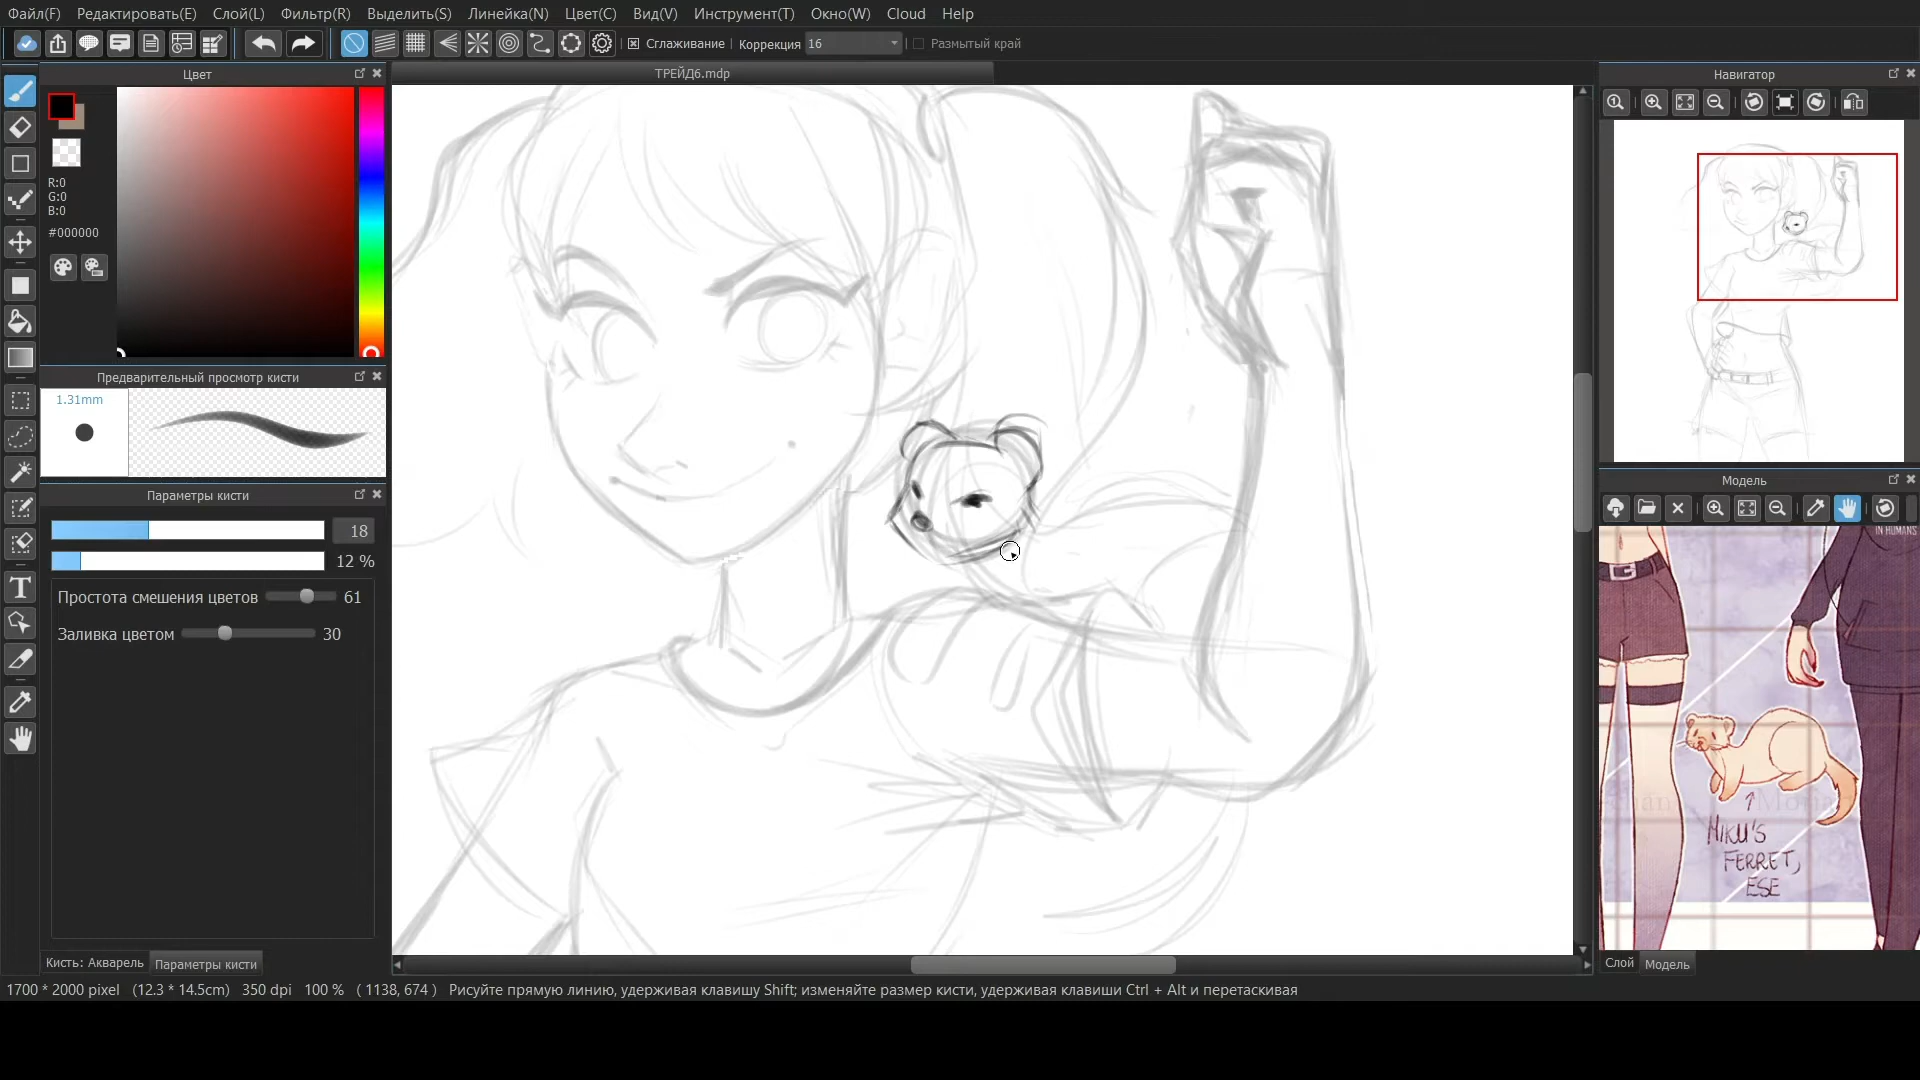 Файл(F) Редактировать(E) Слой(L) Фильтр(R) Выделить(S) Линейка(N) Цвет(C) Вид(V) Инструмент(T) Окно(W) Cloud Help
Сглаживание Коррекция 16 Размытый край
Цвет
ТРЕЙД6.mdp
Навигатор
R:0
G:0
B:0
#000000
Предварительный просмотр кисти
1.31mm
Параметры кисти
18
12 %
Простота смешения цветов 61
Заливка цветом 30
Модель
IN HUMANS
MIKU'S
FERRET,
ESE
Кисть: Акварель Параметры кисти
Слой Модель
1700 * 2000 pixel (12.3 * 14.5cm) 350 dpi 100 % ( 1138, 674 ) Рисуйте прямую линию, удерживая клавишу Shift; изменяйте размер кисти, удерживая клавиши Ctrl + Alt и перетаскивая